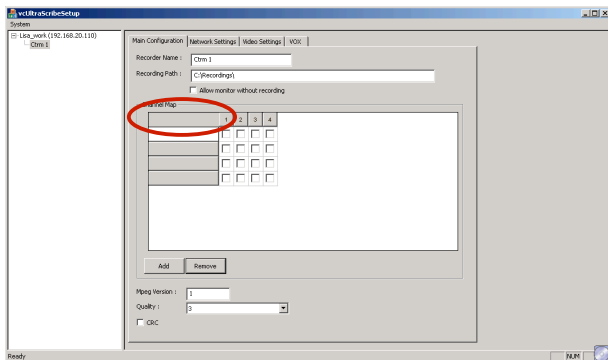 vcUltraScribeSetup
System
Lisa_work (192.168.20.110)
Ctrm 1
Main Configuration Network Settings Video Settings VOX
Recorder Name : Ctrm 1
Recording Path : C:\Recordings\
Allow monitor without recording
Channel Map
1 2 3 4
Add Remove
Mpeg Version : 1
Quality : 3
CRC
Ready NUM